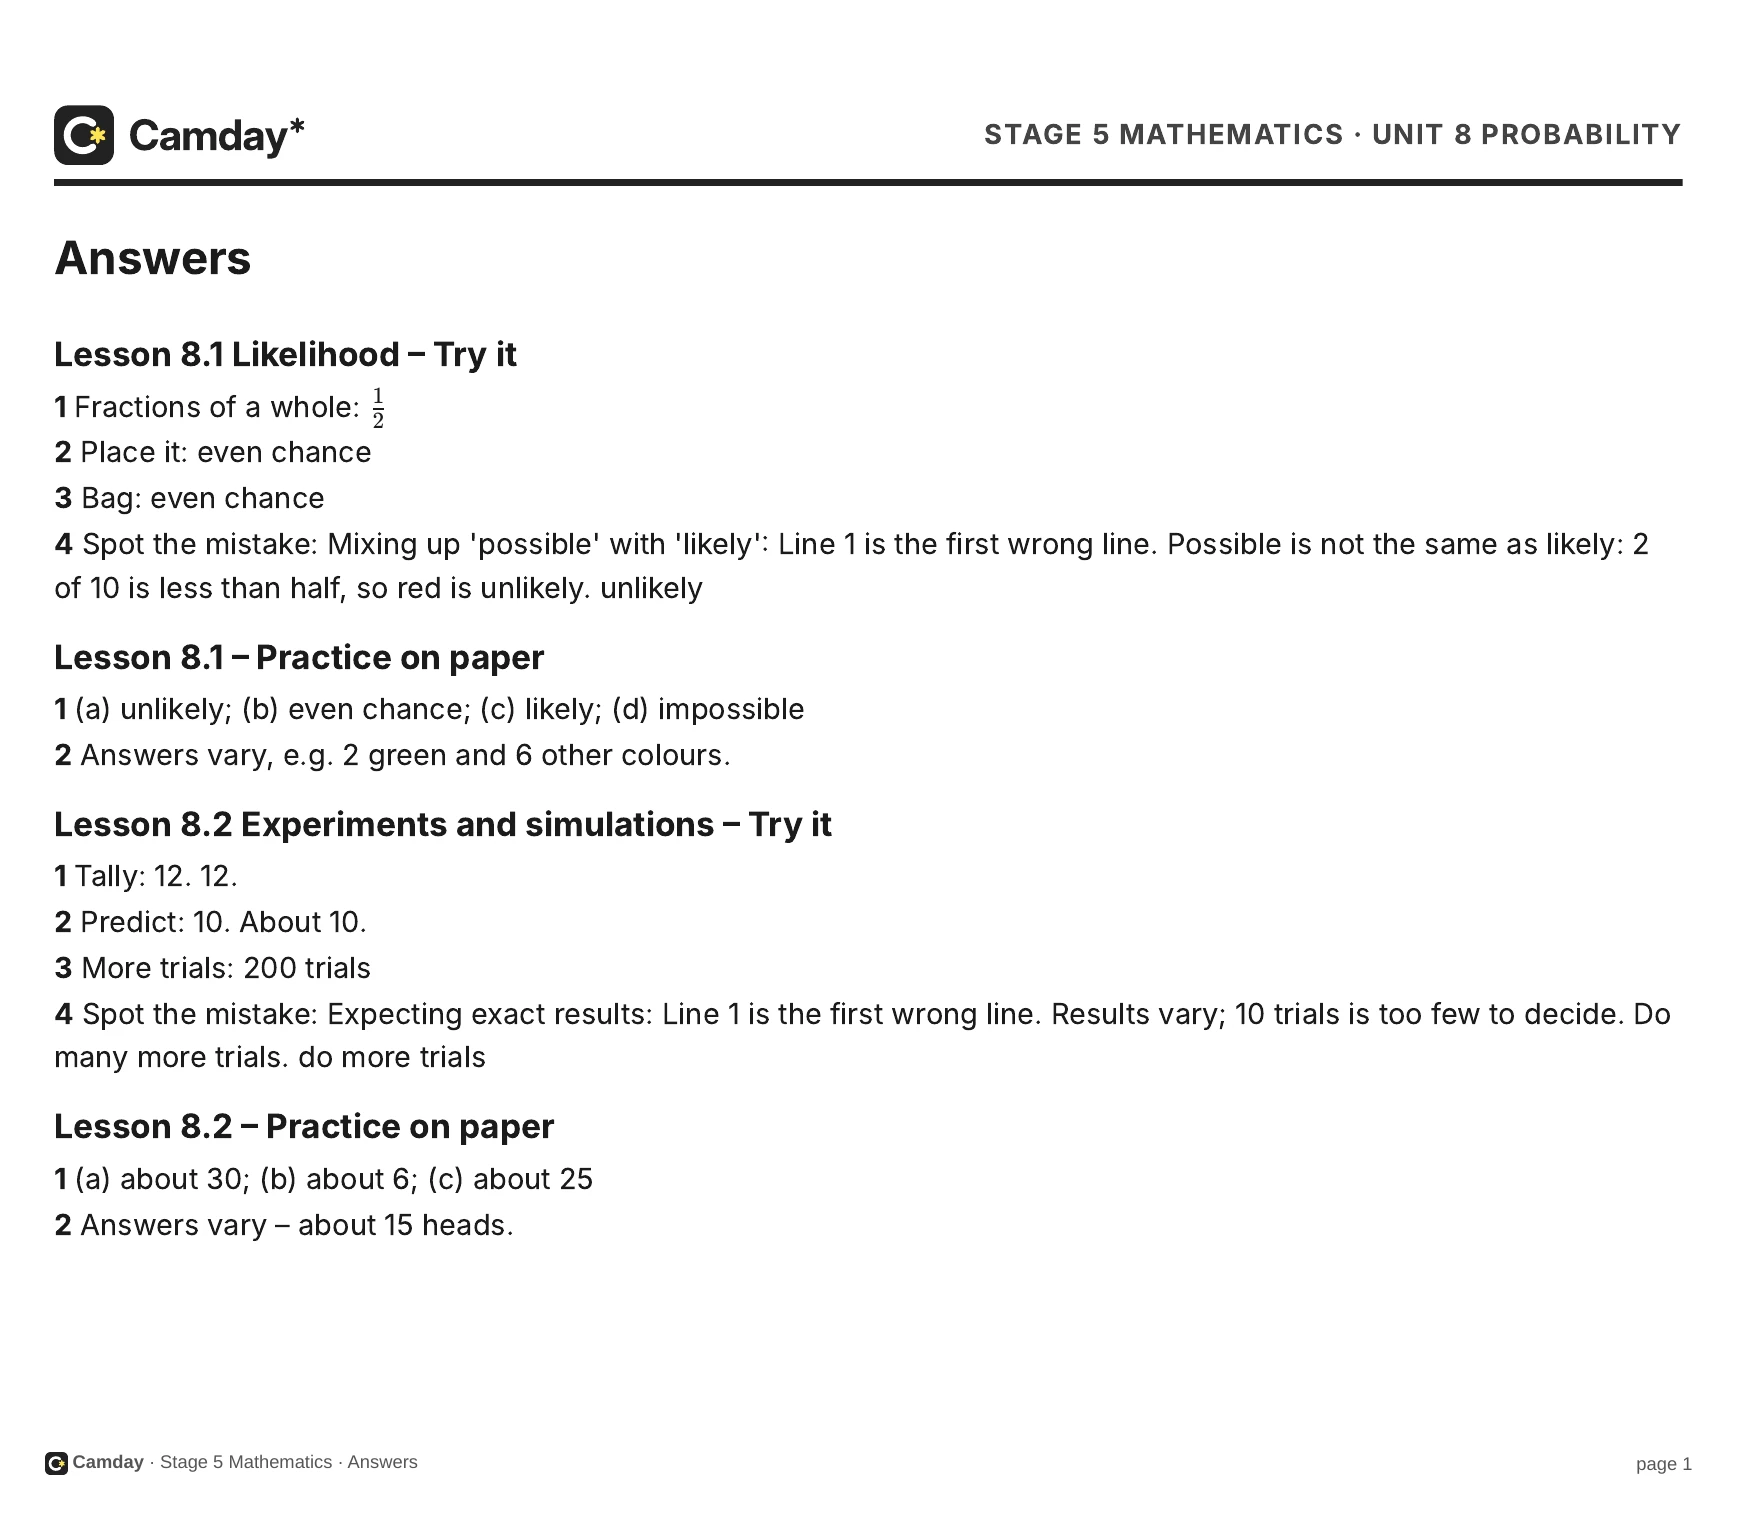 Camday*
STAGE 5 MATHEMATICS · UNIT 8 PROBABILITY
Answers
Lesson 8.1 Likelihood – Try it
1 Fractions of a whole: 1/2
2 Place it: even chance
3 Bag: even chance
4 Spot the mistake: Mixing up 'possible' with 'likely': Line 1 is the first wrong line. Possible is not the same as likely: 2
of 10 is less than half, so red is unlikely. unlikely
Lesson 8.1 – Practice on paper
1 (a) unlikely; (b) even chance; (c) likely; (d) impossible
2 Answers vary, e.g. 2 green and 6 other colours.
Lesson 8.2 Experiments and simulations – Try it
1 Tally: 12. 12.
2 Predict: 10. About 10.
3 More trials: 200 trials
4 Spot the mistake: Expecting exact results: Line 1 is the first wrong line. Results vary; 10 trials is too few to decide. Do
many more trials. do more trials
Lesson 8.2 – Practice on paper
1 (a) about 30; (b) about 6; (c) about 25
2 Answers vary – about 15 heads.
Camday · Stage 5 Mathematics · Answers
page 1